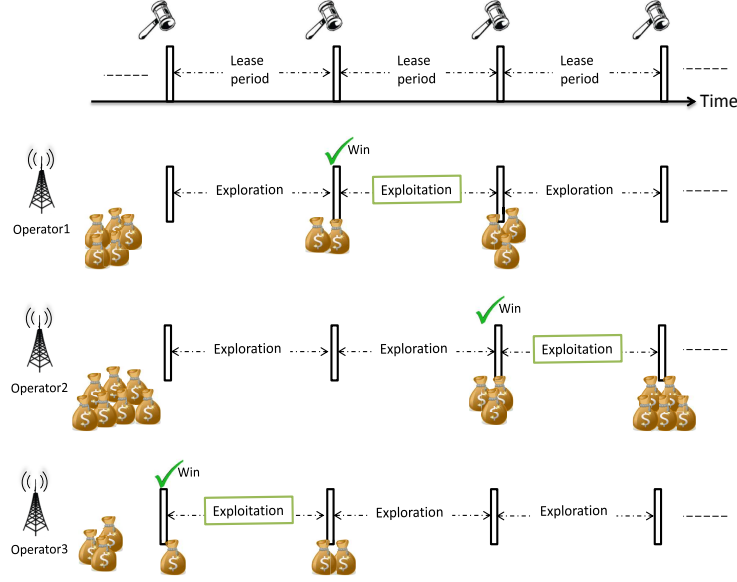 Lease
period
Lease
period
Lease
period
Time
Win
Exploration
Exploitation
Exploration
Operator1
$ $ $ $ $
$ $
$ $ $
Win
Exploration
Exploration
Exploitation
Operator2
$ $ $ $ $ $ $
$ $ $
$ $ $ $ $
Win
Exploitation
Exploration
Exploration
Operator3
$ $ $
$
$ $